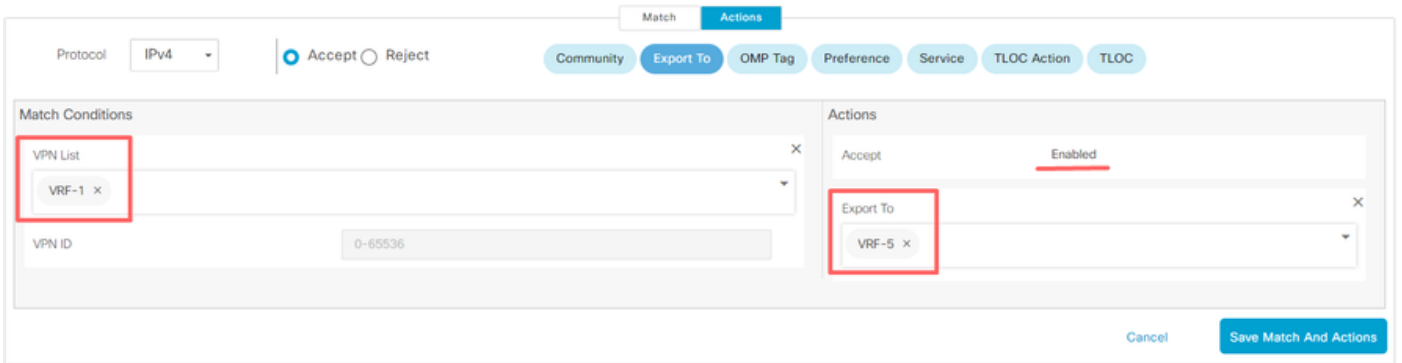 Match Actions
Protocol IPv4 Accept Reject Community Export To OMP Tag Preference Service TLOC Action TLOC
Match Conditions
VPN List
VRF-1 ×
VPN ID 0-65536
Actions
Accept Enabled
Export To
VRF-5 ×
Cancel Save Match And Actions